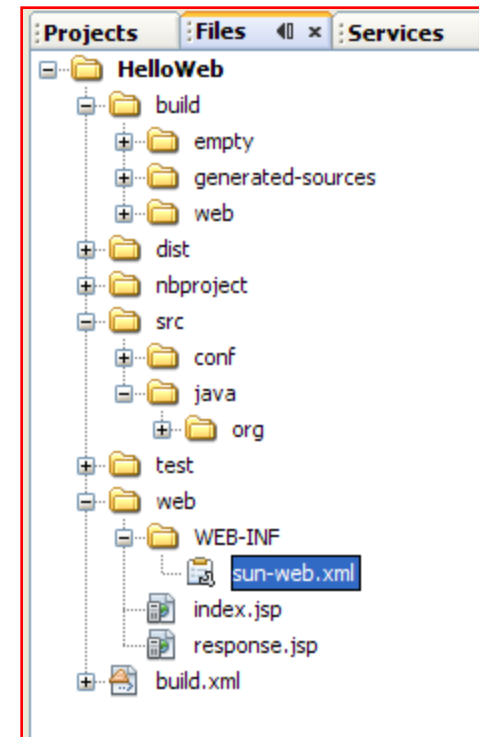 Projects Files Services
HelloWeb
build
empty
generated-sources
web
dist
nbproject
src
conf
java
org
test
web
WEB-INF
sun-web.xml
index.jsp
response.jsp
build.xml